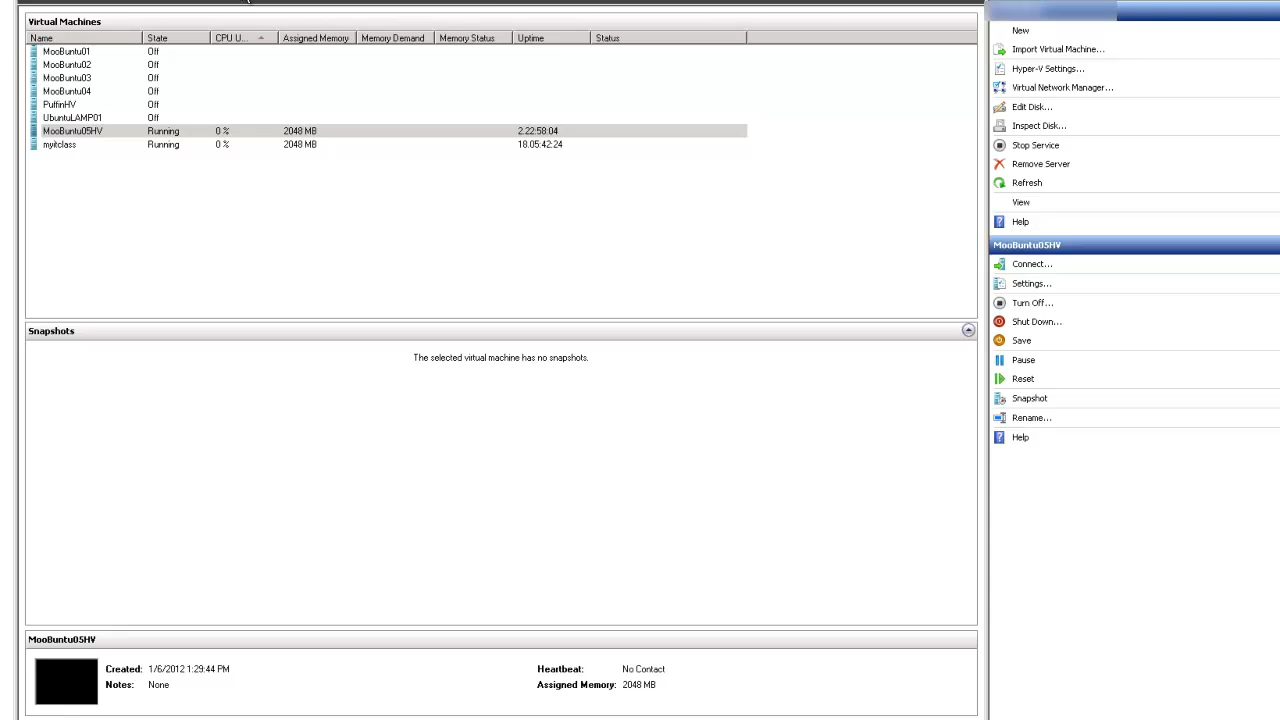 Virtual Machines
Name State CPU U... Assigned Memory Memory Demand Memory Status Uptime Status
MooBuntu01 Off
MooBuntu02 Off
MooBuntu03 Off
MooBuntu04 Off
PuffinHV Off
UbuntuLAMP01 Off
MooBuntu05HV Running 0 % 2048 MB 2.22:58:04
myitclass Running 0 % 2048 MB 18.05:42:24
Snapshots
The selected virtual machine has no snapshots.
MooBuntu05HV
Created: 1/6/2012 1:29:44 PM Heartbeat: No Contact
Notes: None Assigned Memory: 2048 MB
New
Import Virtual Machine...
Hyper-V Settings...
Virtual Network Manager...
Edit Disk...
Inspect Disk...
Stop Service
Remove Server
Refresh
View
Help
MooBuntu05HV
Connect...
Settings...
Turn Off...
Shut Down...
Save
Pause
Reset
Snapshot
Rename...
Help